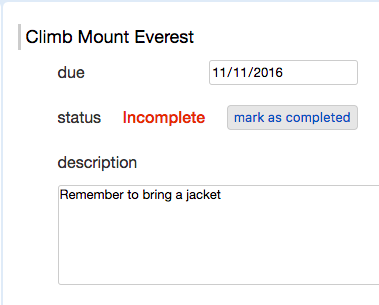 Climb Mount Everest
due 11/11/2016
status Incomplete mark as completed
description
Remember to bring a jacket